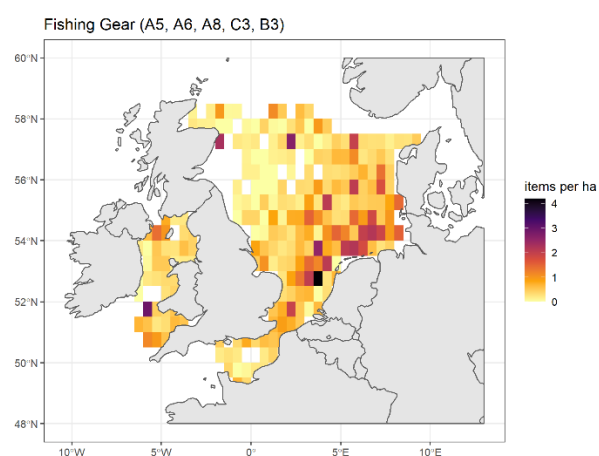 Fishing Gear (A5, A6, A8, C3, B3)
60°N
58°N
56°N
54°N
52°N
50°N
48°N
10°W
5°W
0°
5°E
10°E
items per ha
4
3
2
1
0